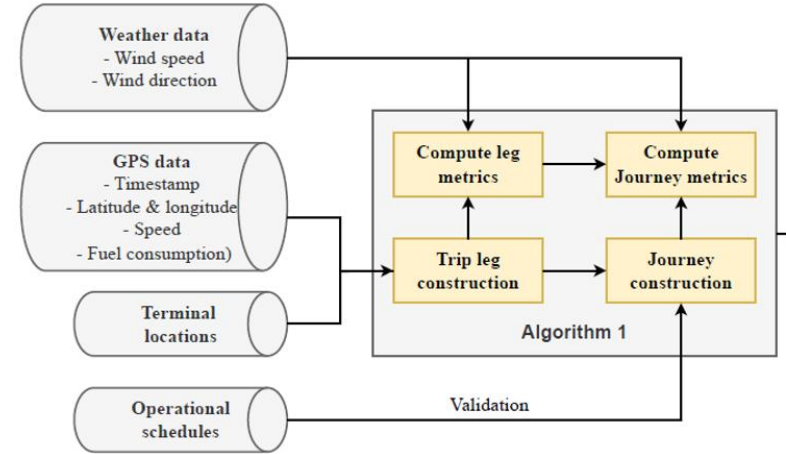 Weather data
- Wind speed
- Wind direction
GPS data
- Timestamp
- Latitude & longitude
- Speed
- Fuel consumption)
Terminal
locations
Operational
schedules
Compute leg
metrics
Compute
Journey metrics
Trip leg
construction
Journey
construction
Algorithm 1
Validation